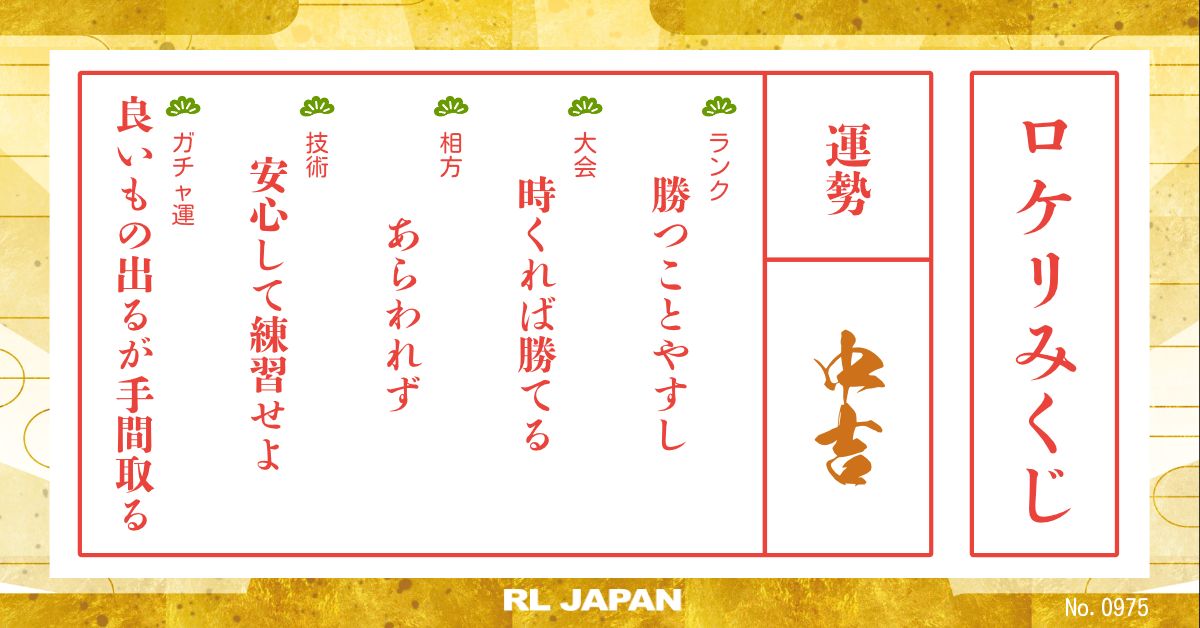 ロケリみくじ
運勢
中吉
ランク
勝つことやすし
大会
時くれば勝てる
相方
あらわれず
技術
安心して練習せよ
ガチャ運
良いもの出るが手間取る
RL JAPAN
No. 0975